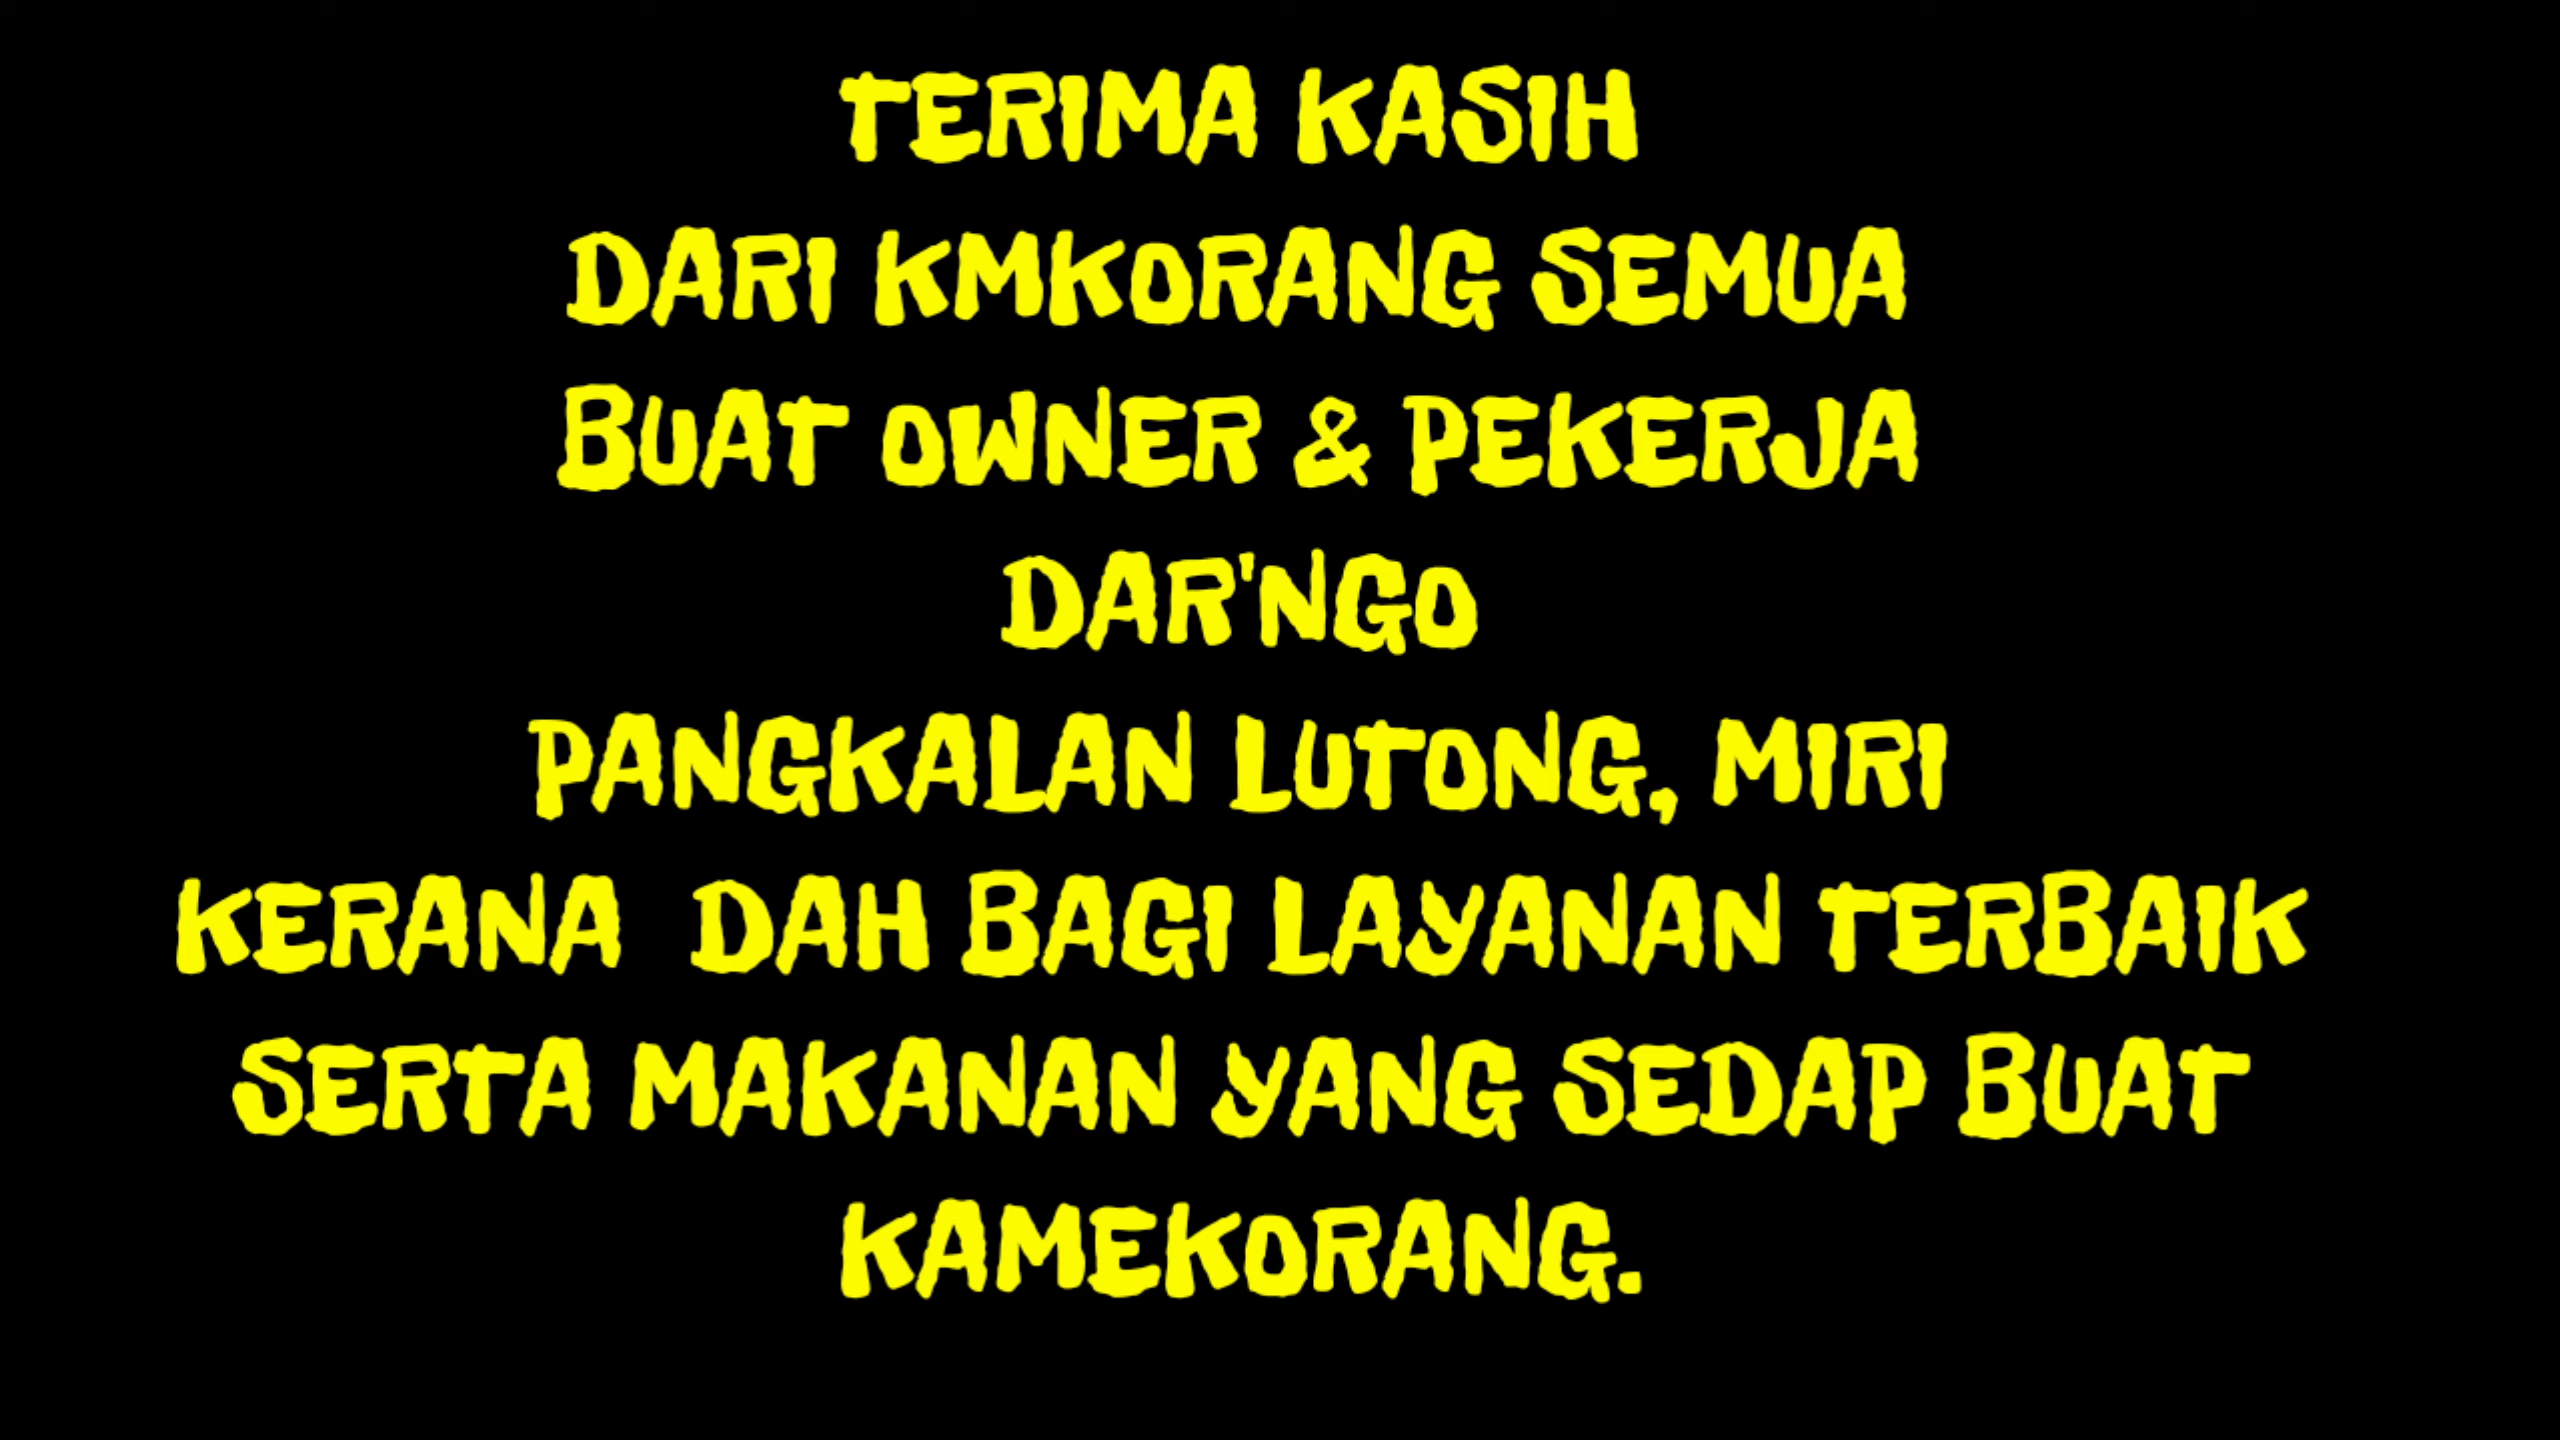 TERIMA KASIH
DARI KMKORANG SEMUA
BUAT OWNER & PEKERJA
DAR'NGO
PANGKALAN LUTONG, MIRI
KERANA  DAH BAGI LAYANAN TERBAIK
SERTA MAKANAN YANG SEDAP BUAT
KAMEKORANG.